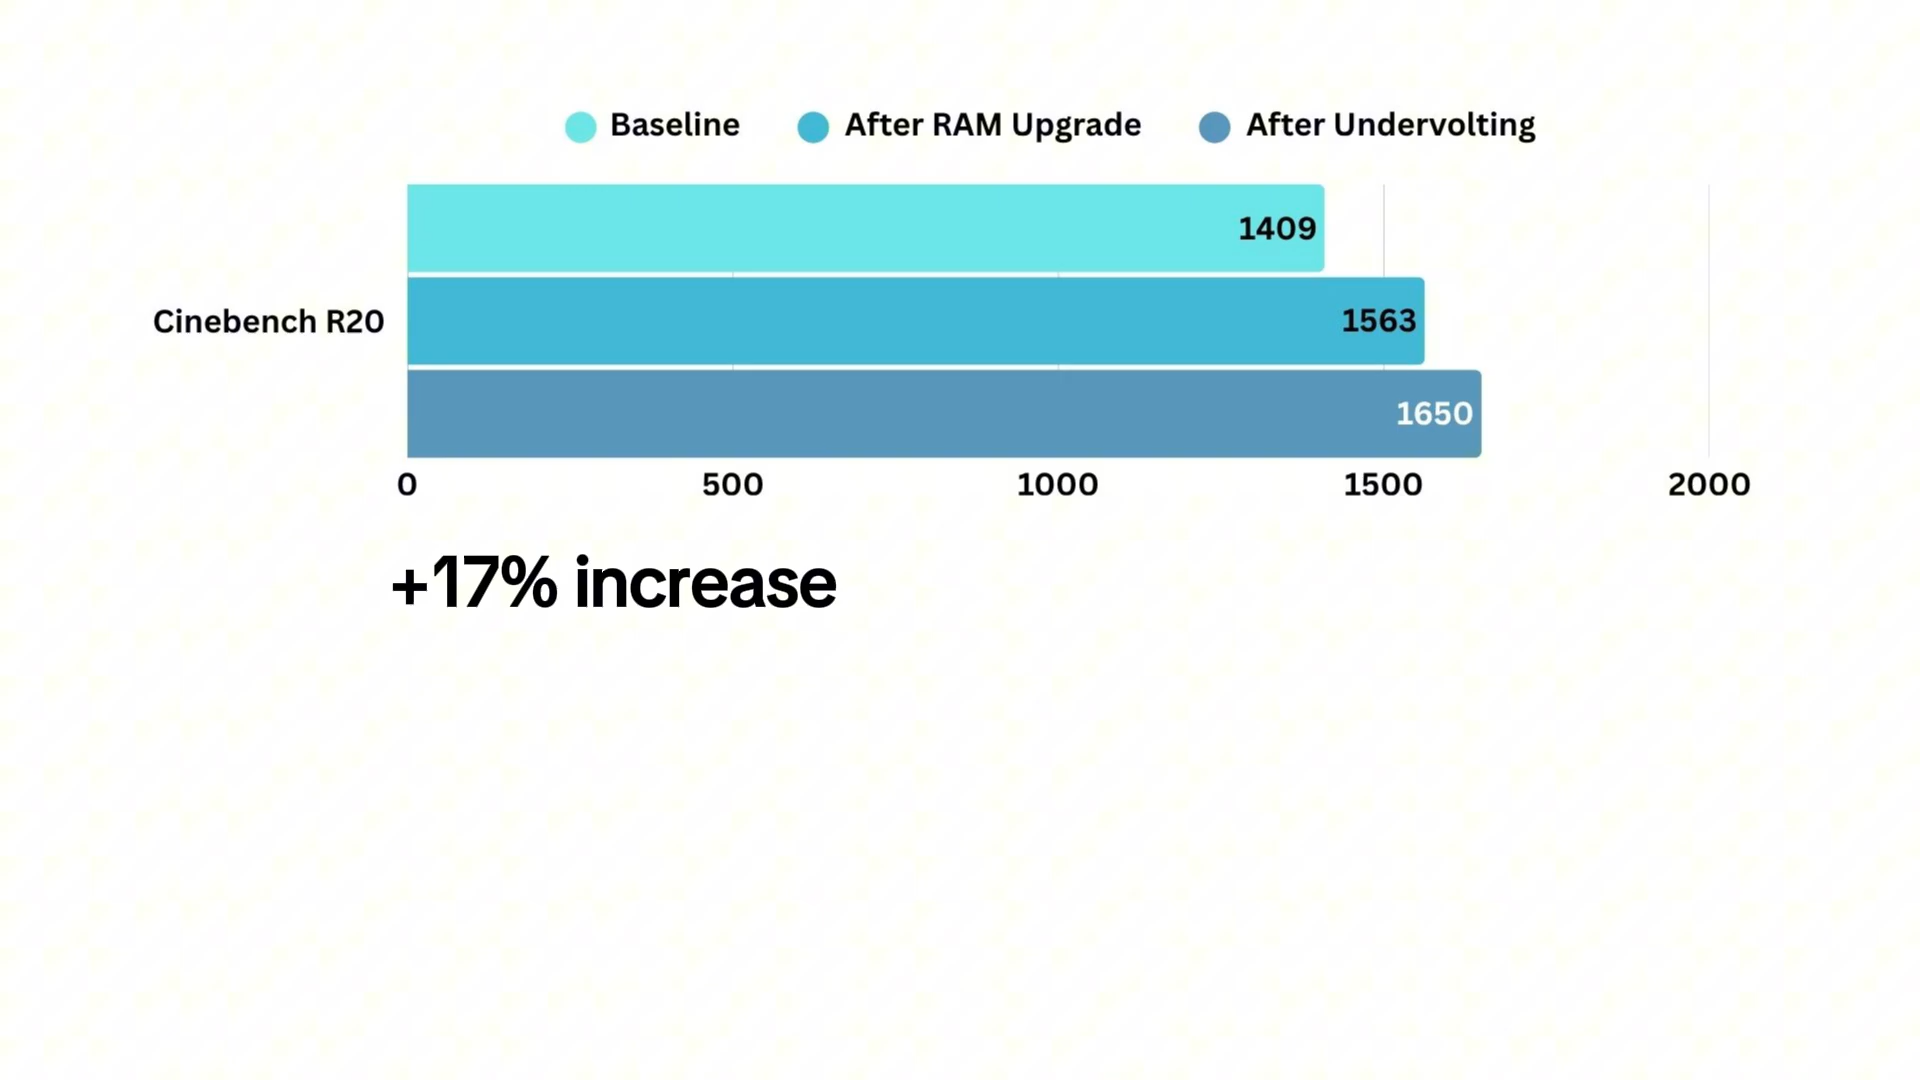 Baseline After RAM Upgrade After Undervolting
1409
Cinebench R20 1563
1650
0 500 1000 1500 2000
+17% increase